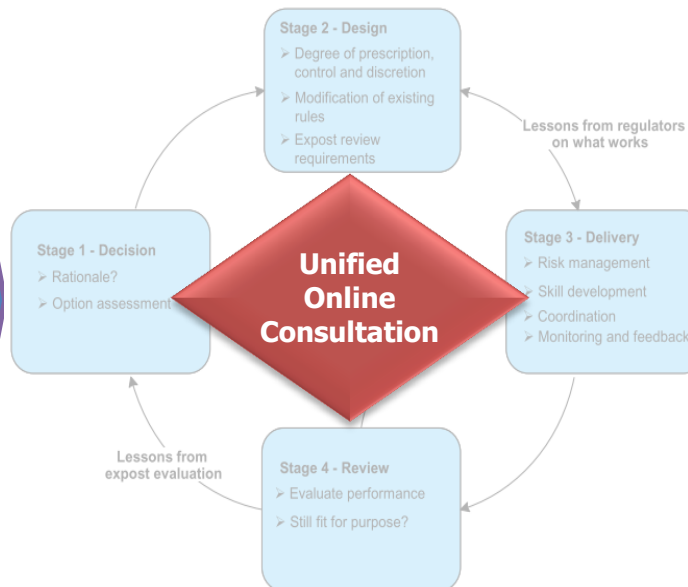 Stage 2 - Design
➢ Degree of prescription,
control and discretion
➢ Modification of existing
rules
➢ Expost review
requirements
Lessons from regulators
on what works
Stage 1 - Decision
➢ Rationale?
➢ Option assessment
Unified
Online
Consultation
Stage 3 - Delivery
➢ Risk management
➢ Skill development
➢ Coordination
➢ Monitoring and feedback
Lessons from
expost evaluation
Stage 4 - Review
➢ Evaluate performance
➢ Still fit for purpose?